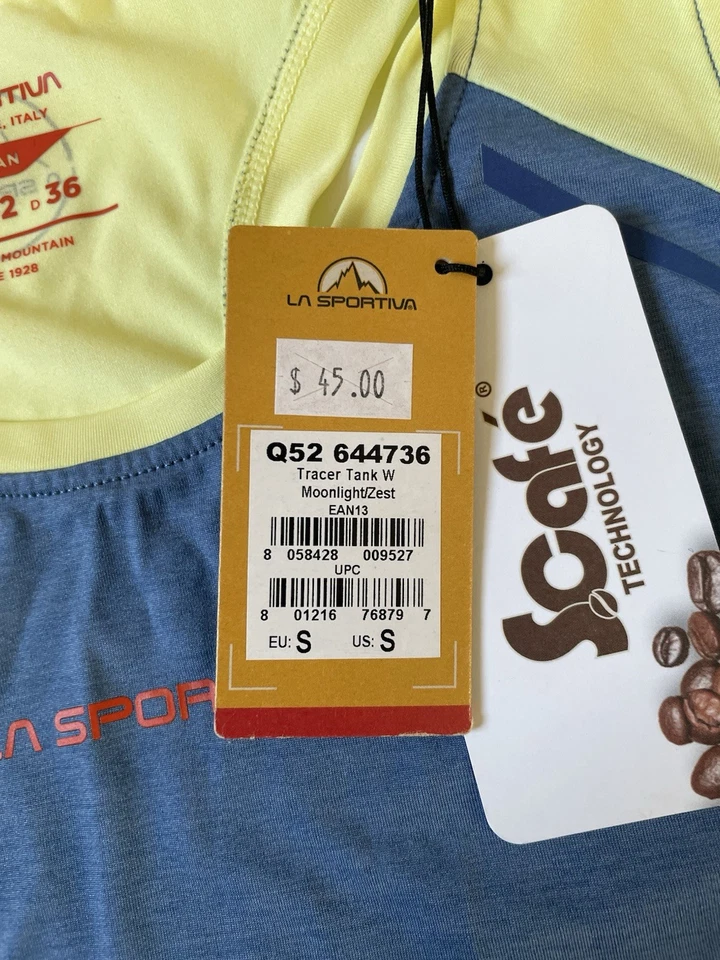 , ITALY
2 D 36
MOUNTAIN
1928
LA SPORTIVA
$ 45.00
Q52 644736
Tracer Tank W
Moonlight/Zest
EAN13
8 058428 009527
UPC
8 01216 76879 7
EU: S US: S
S.Café®
TECHNOLOGY
LA SPOR